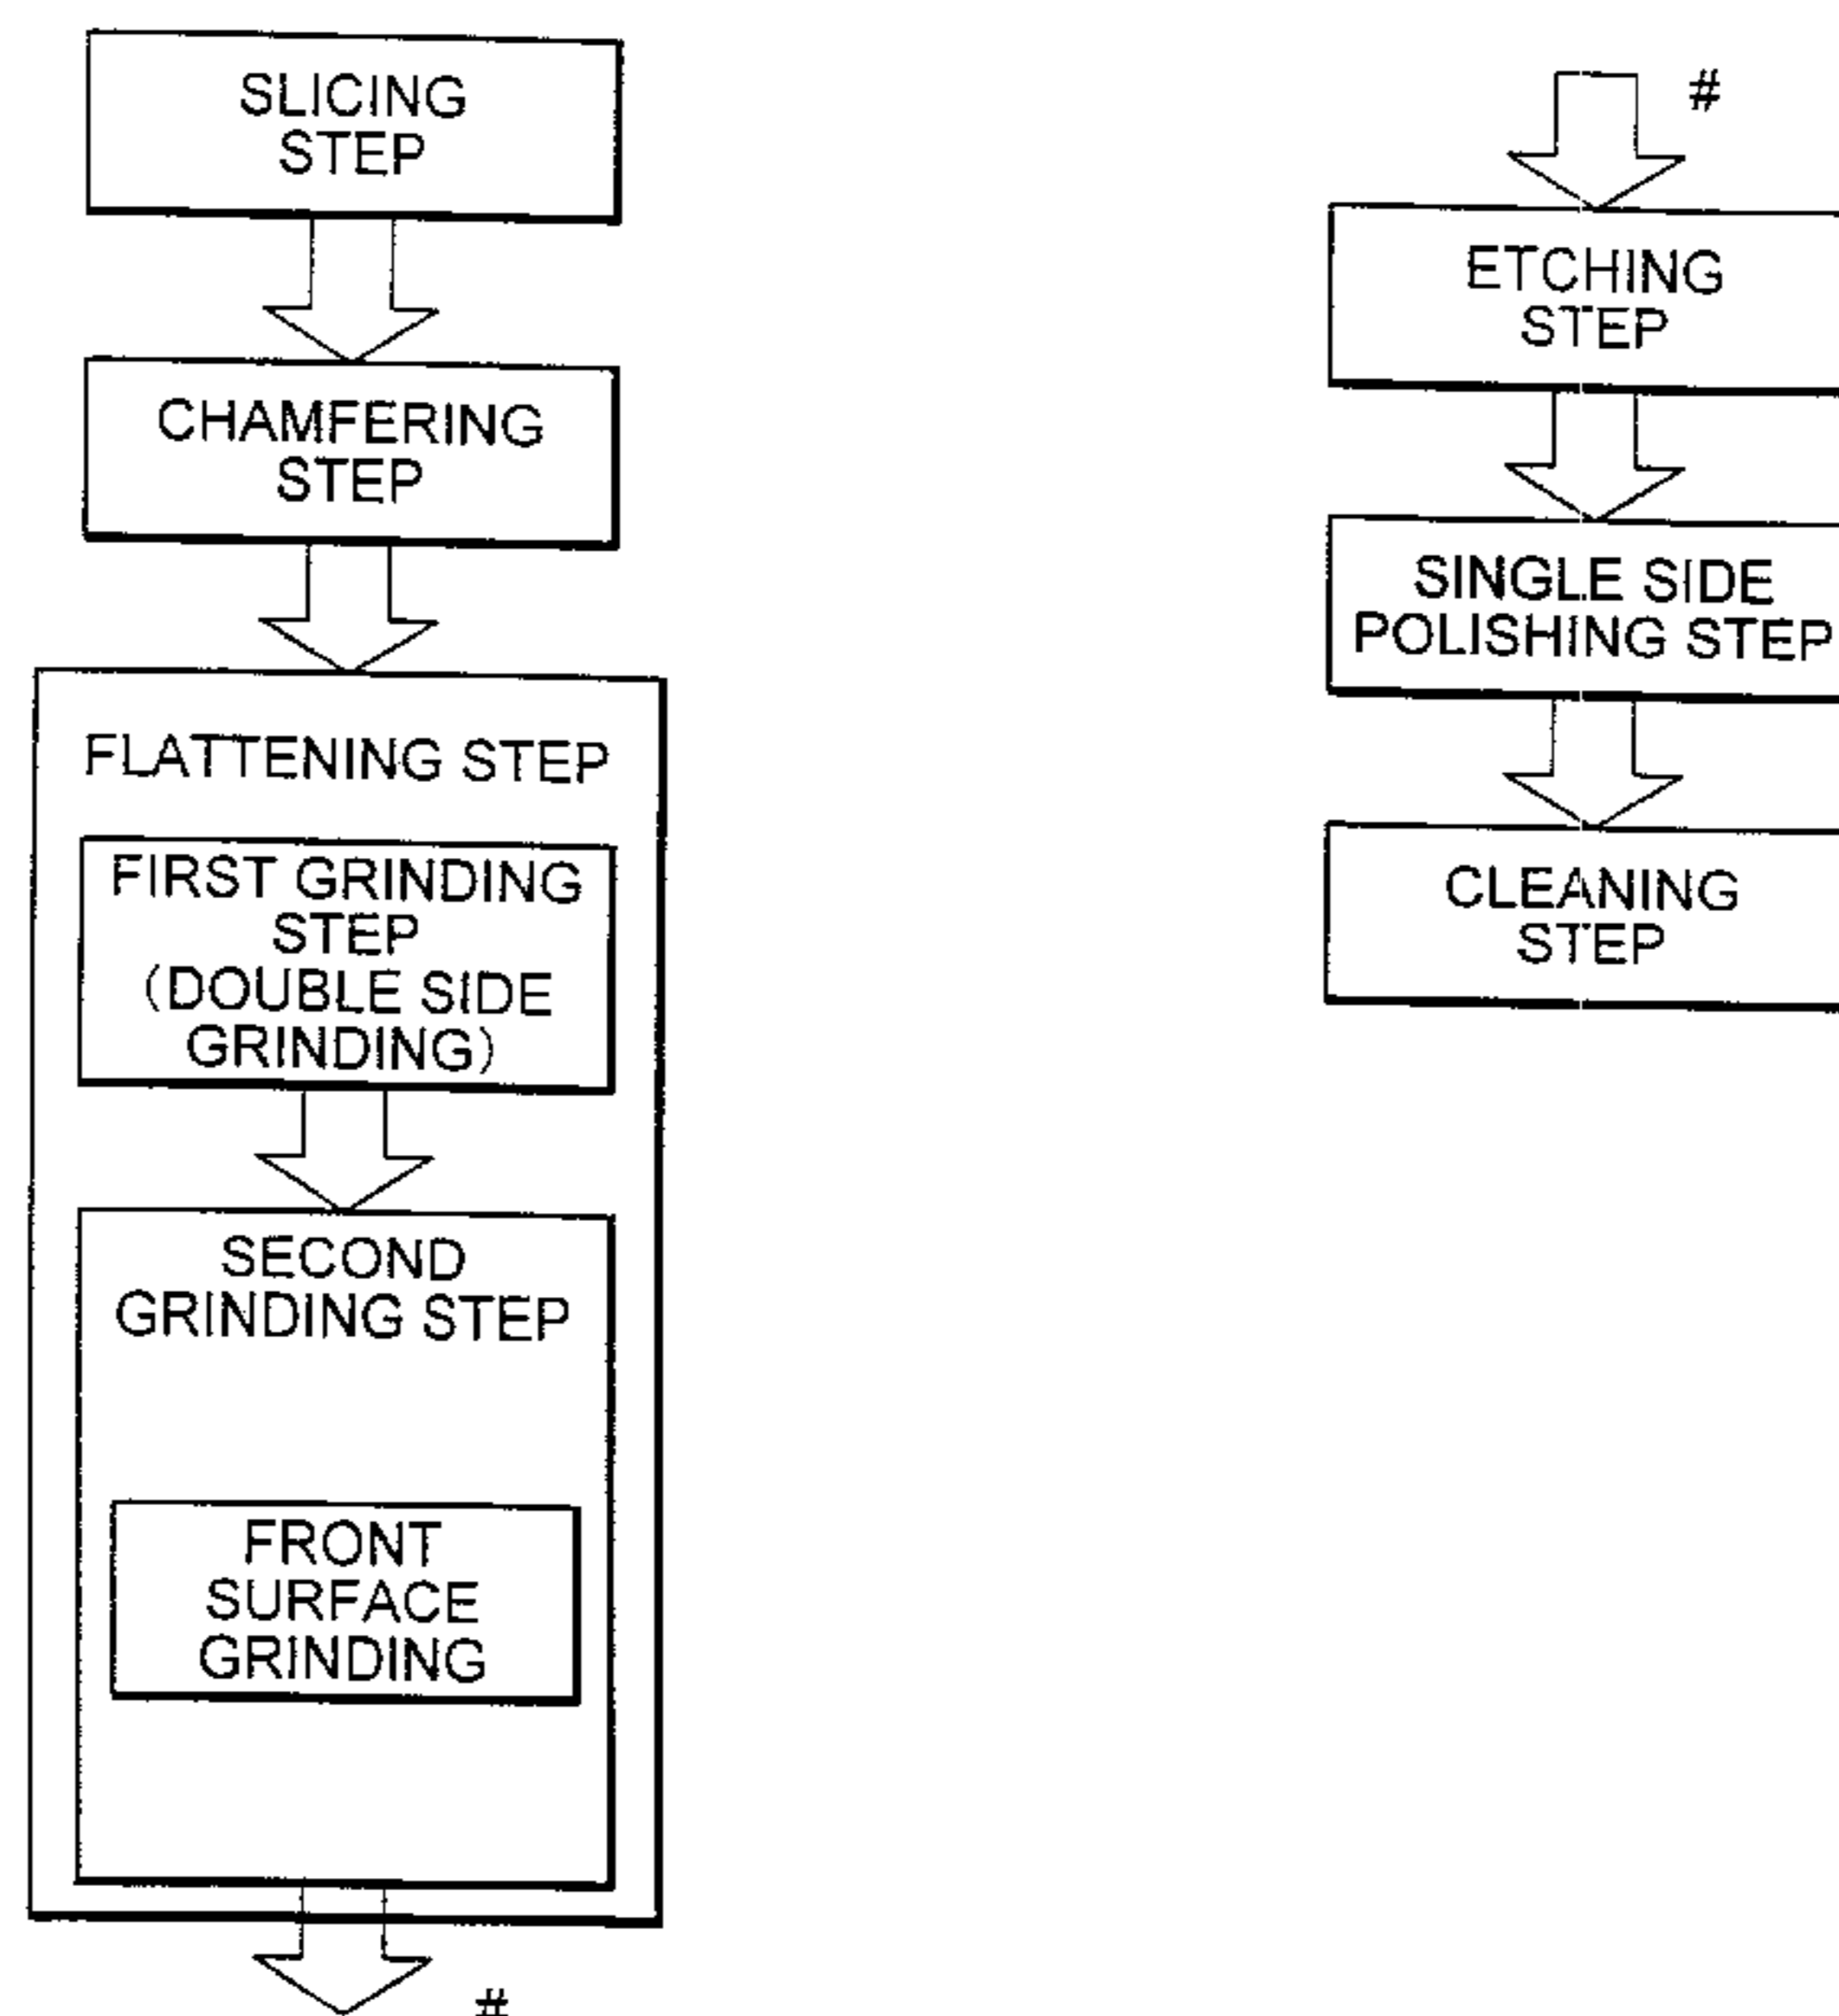 SLICING
STEP
CHAMFERING
STEP
FLATTENING STEP
FIRST GRINDING
STEP
(DOUBLE SIDE
GRINDING)
SECOND
GRINDING STEP
FRONT
SURFACE
GRINDING
#
#
ETCHING
STEP
SINGLE SIDE
POLISHING STEP
CLEANING
STEP